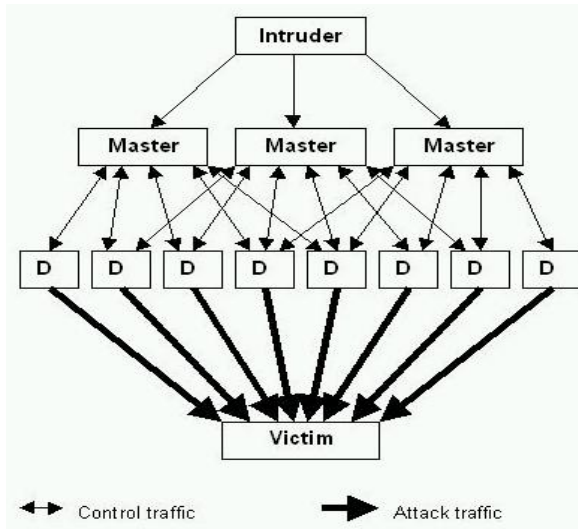 Intruder
Master Master Master
D D D D D D D D
Victim
Control traffic Attack traffic